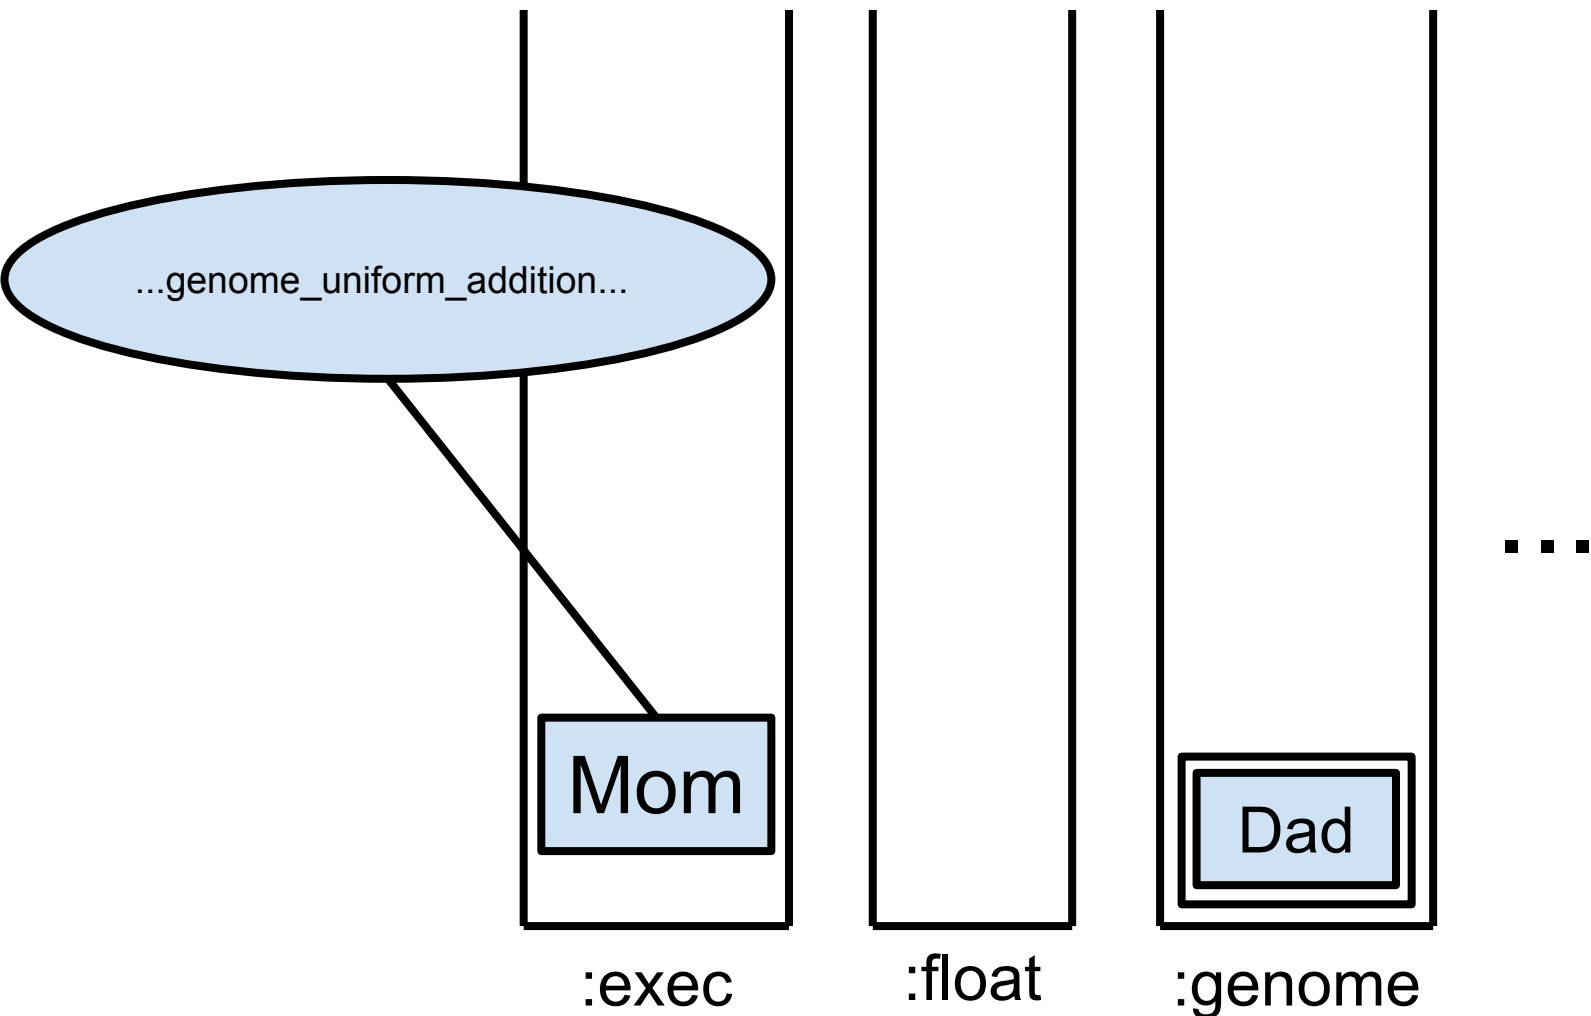 ...genome_uniform_addition...
Mom
Dad
:exec
:float
:genome
...